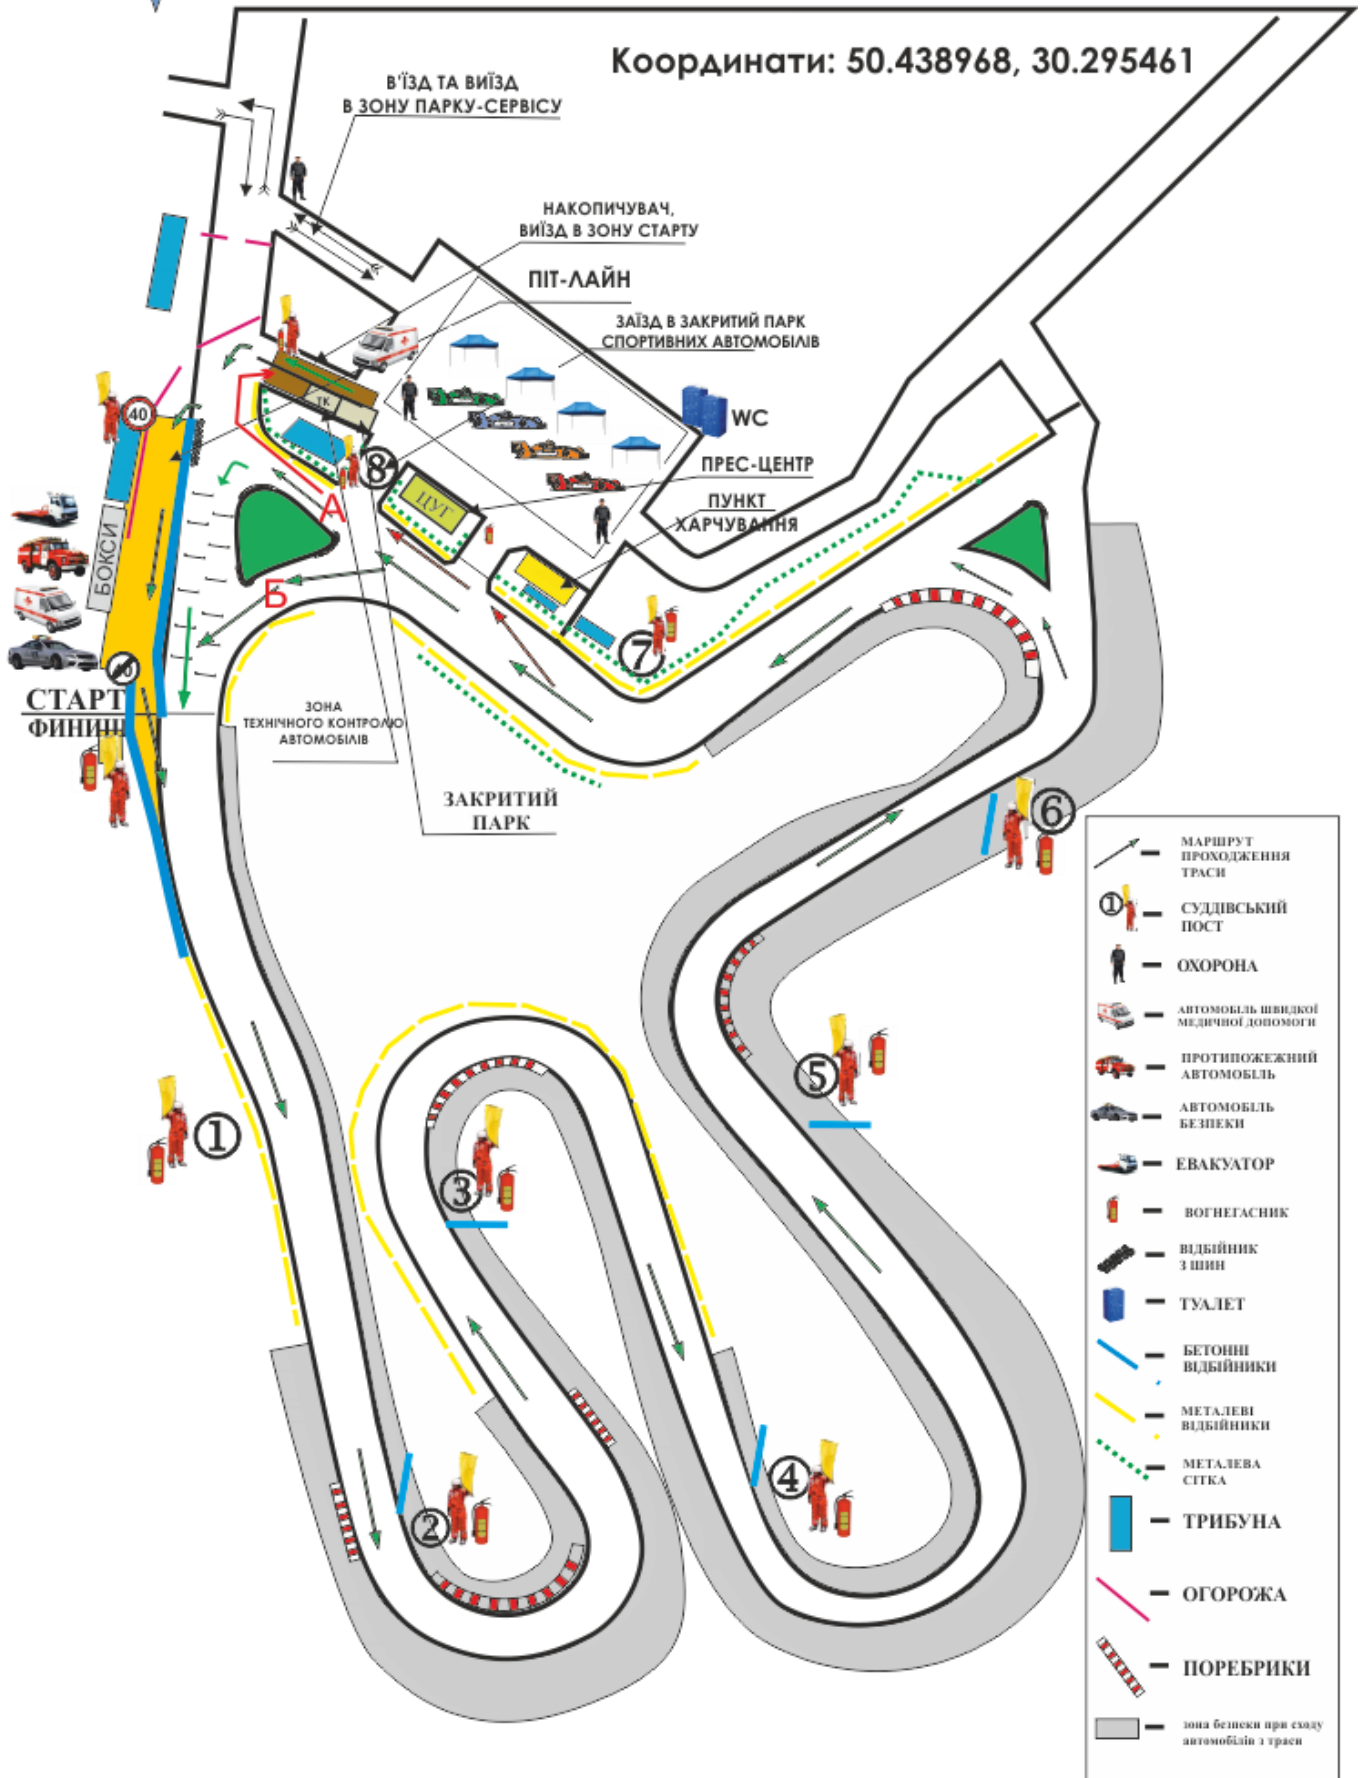 Координати: 50.438968, 30.295461
В'ЇЗД ТА ВИЇЗД
В ЗОНУ ПАРКУ-СЕРВІСУ
НАКОПИЧУВАЧ,
ВИЇЗД В ЗОНУ СТАРТУ
ПІТ-ЛАЙН
ЗАЇЗД В ЗАКРИТИЙ ПАРК
СПОРТИВНИХ АВТОМОБІЛІВ
ТК
40
WC
8
ПРЕС-ЦЕНТР
ЦУГ
ПУНКТ
ХАРЧУВАННЯ
А
БОКСИ
Б
7
40
СТАРТ
ФИНИШ
ЗОНА
ТЕХНІЧНОГО КОНТРОЛЮ
АВТОМОБІЛІВ
ЗАКРИТИЙ
ПАРК
6
5
1
3
4
2
МАРШРУТ
ПРОХОДЖЕННЯ
ТРАСИ
1
СУДДІВСЬКИЙ
ПОСТ
ОХОРОНА
АВТОМОБІЛЬ ШВИДКОЇ
МЕДИЧНОЇ ДОПОМОГИ
ПРОТИПОЖЕЖНИЙ
АВТОМОБІЛЬ
АВТОМОБІЛЬ
БЕЗПЕКИ
ЕВАКУАТОР
ВОГНЕГАСНИК
ВІДБІЙНИК
З ШИН
ТУАЛЕТ
БЕТОННІ
ВІДБІЙНИКИ
МЕТАЛЕВІ
ВІДБІЙНИКИ
МЕТАЛЕВА
СІТКА
ТРИБУНА
ОГОРОЖА
ПОРЕБРИКИ
зона безпеки при сході
автомобілів з траси